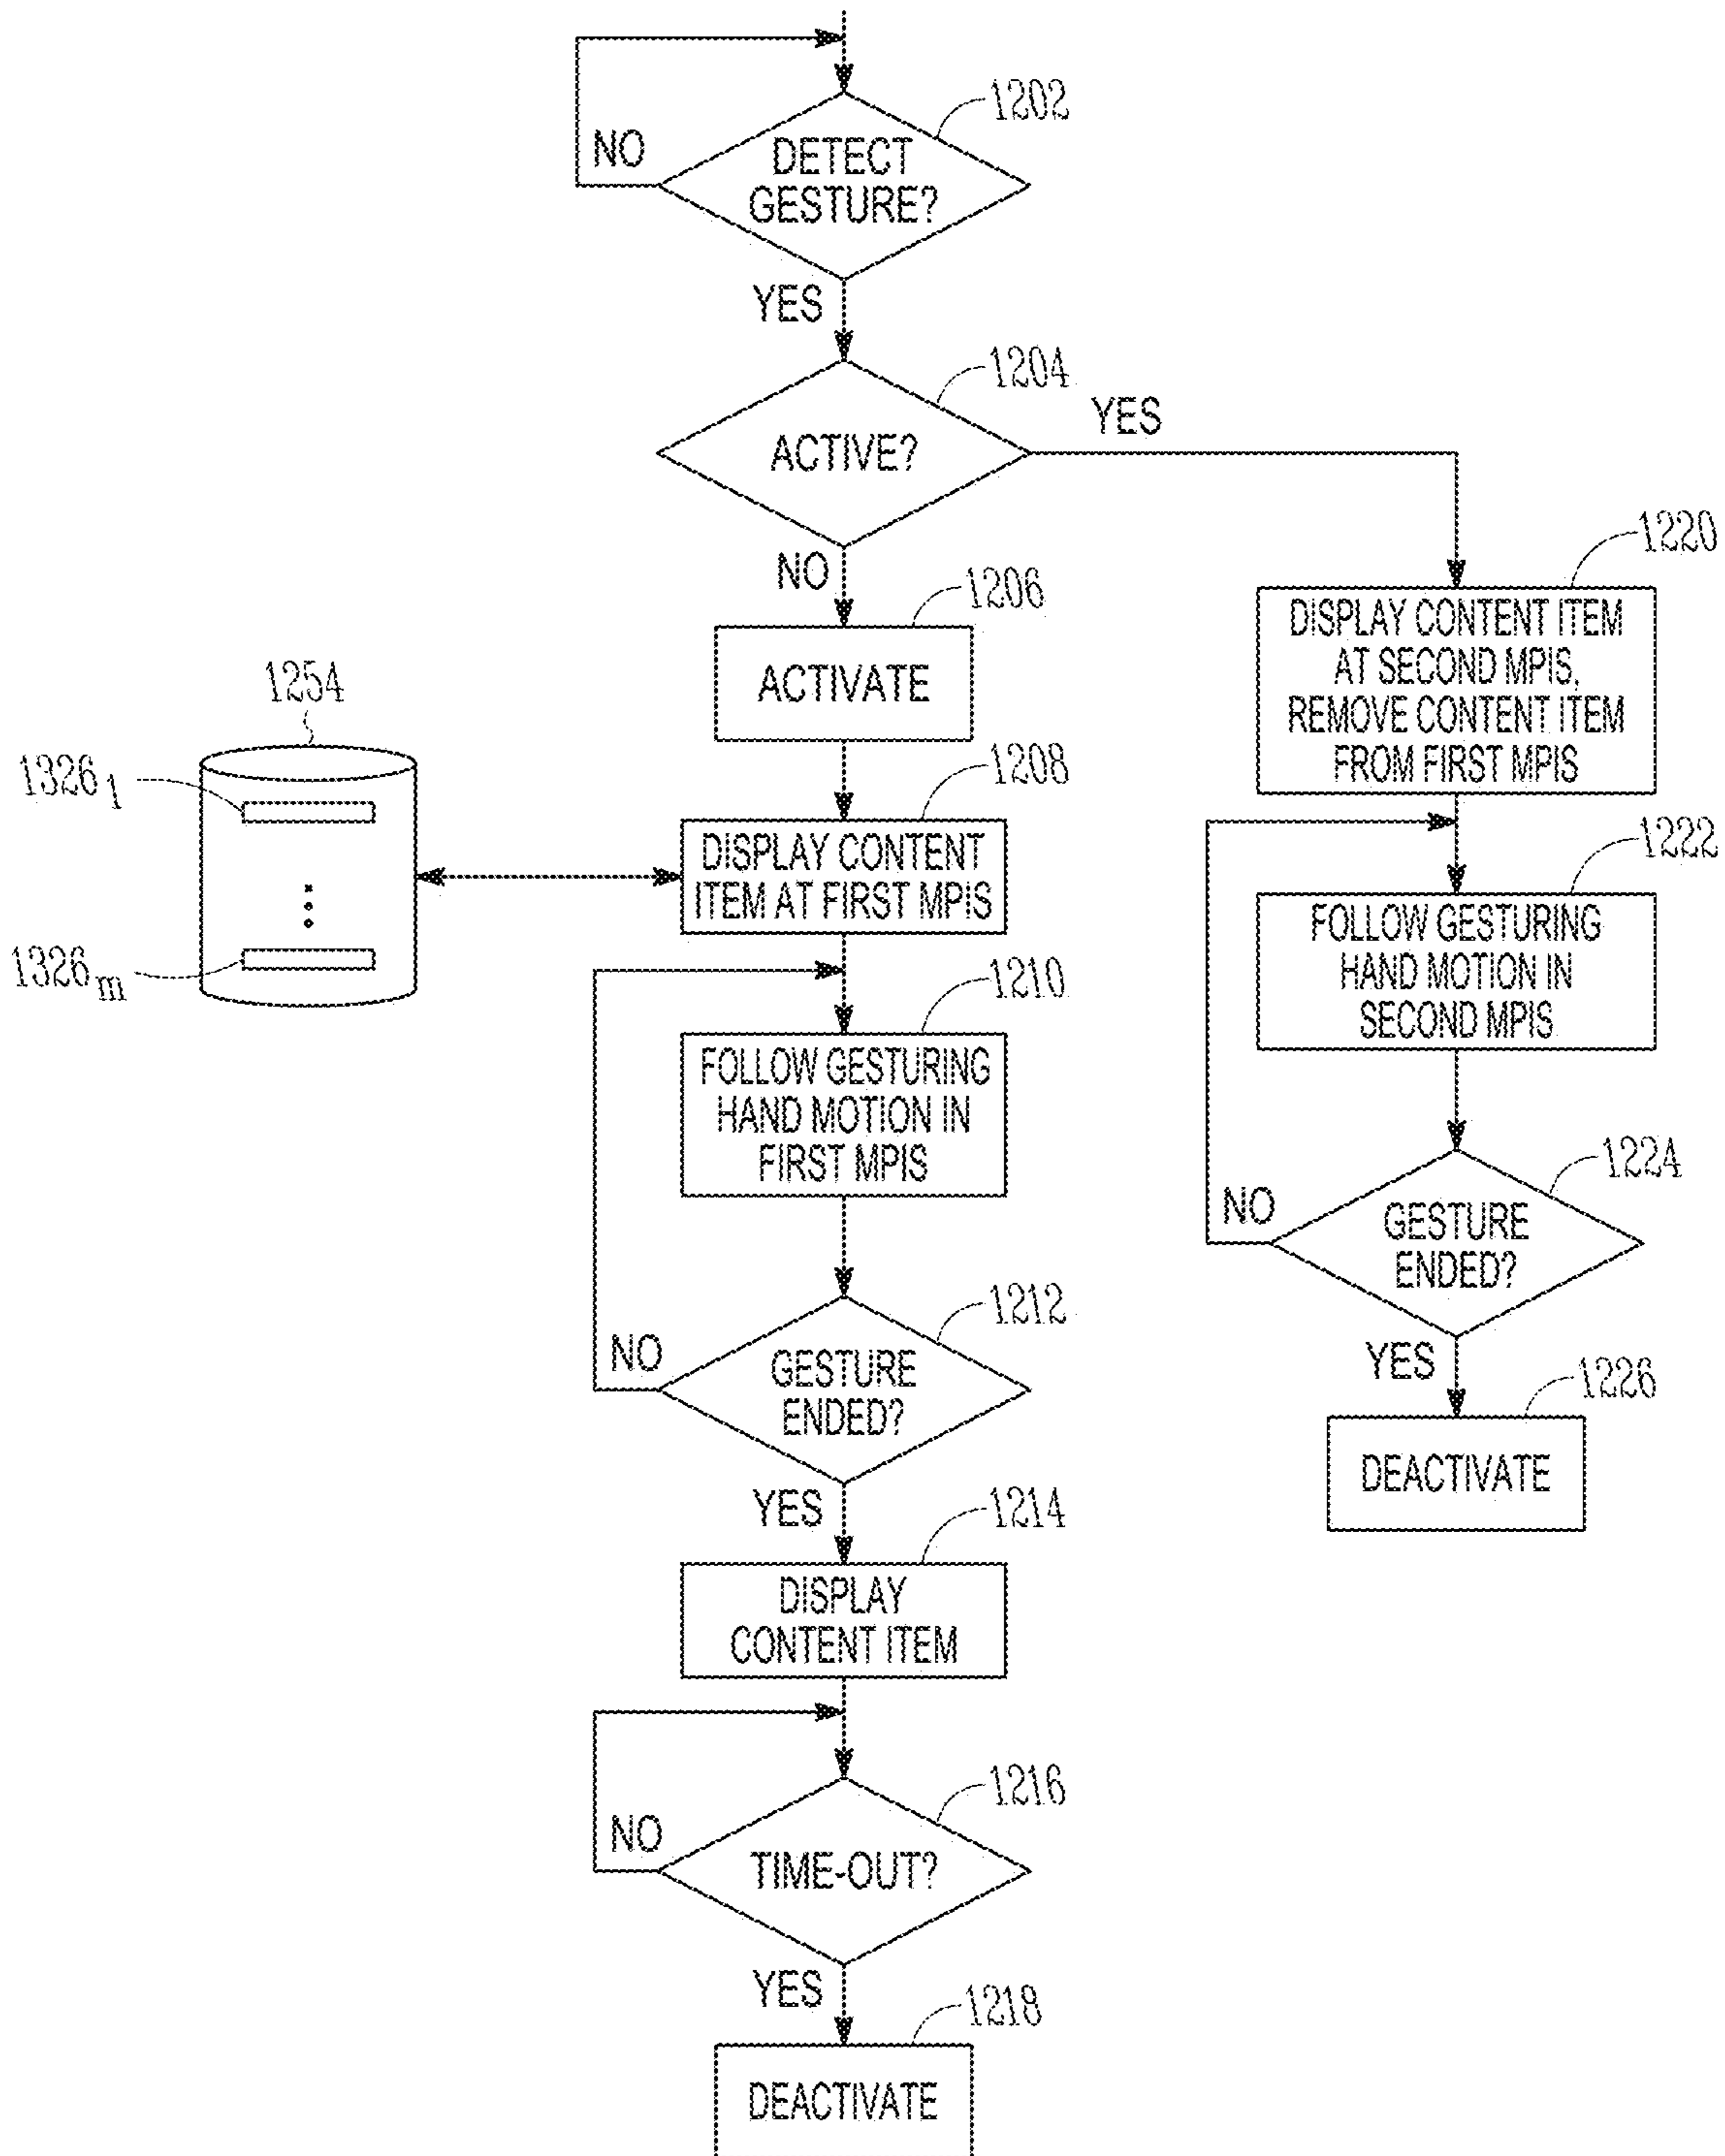 1202
NO
DETECT
GESTURE?
YES
1204
ACTIVE?
YES
NO
1206
ACTIVATE
1220
DISPLAY CONTENT ITEM
AT SECOND MPIS,
REMOVE CONTENT ITEM
FROM FIRST MPIS
1254
1326 1
1326 m
1208
DISPLAY CONTENT
ITEM AT FIRST MPIS
1210
FOLLOW GESTURING
HAND MOTION IN
FIRST MPIS
1222
FOLLOW GESTURING
HAND MOTION IN
SECOND MPIS
1224
NO
GESTURE
ENDED?
YES
1226
DEACTIVATE
1212
NO
GESTURE
ENDED?
YES
1214
DISPLAY
CONTENT ITEM
1216
NO
TIME-OUT?
YES
1218
DEACTIVATE